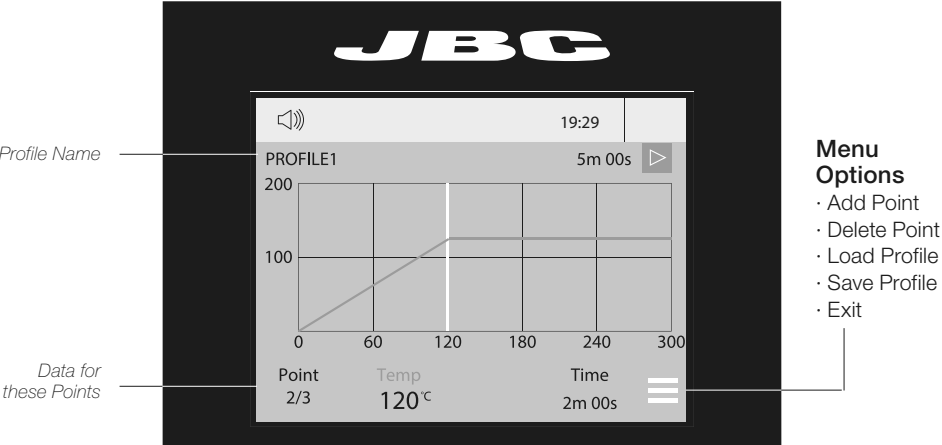 JBC
19:29
Profile Name
PROFILE1
5m 00s
200
100
0 60 120 180 240 300
Data for
these Points
Point
Temp
Time
2/3
120 ℃
2m 00s
Menu
Options
· Add Point
· Delete Point
· Load Profile
· Save Profile
· Exit